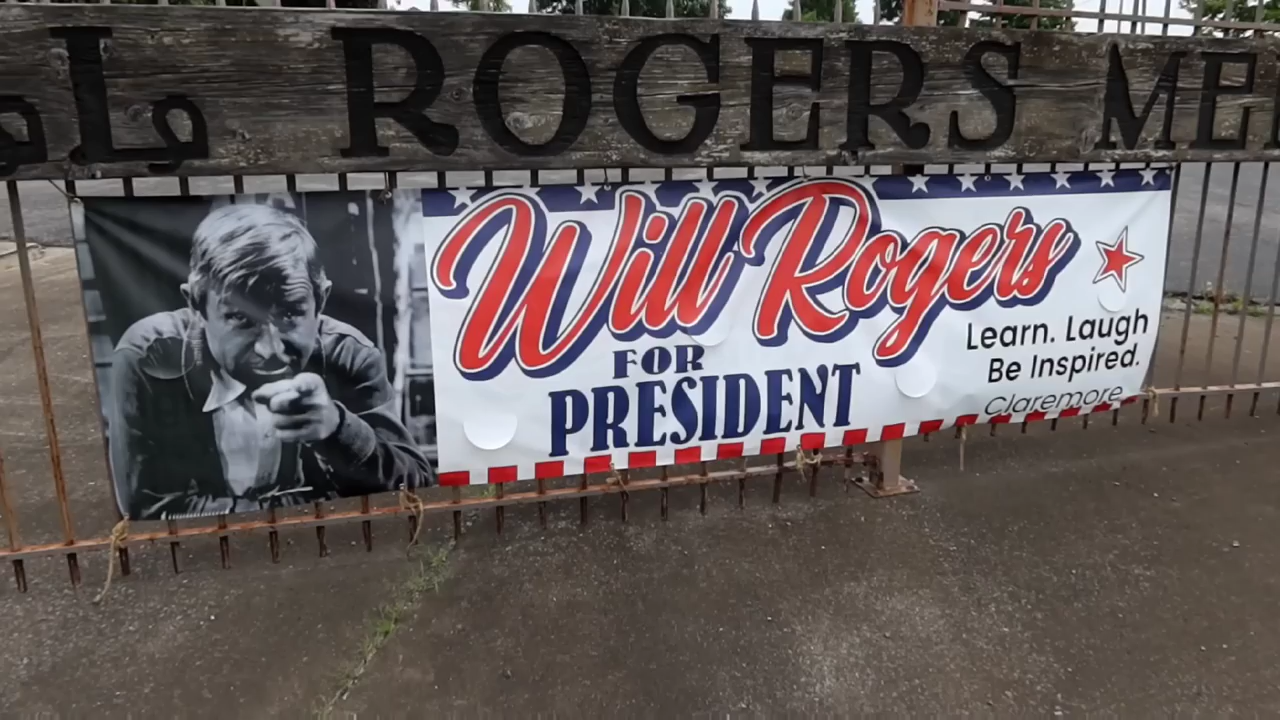 ROGERS
Will Rogers
FOR
PRESIDENT
Learn. Laugh
Be Inspired.
Claremore